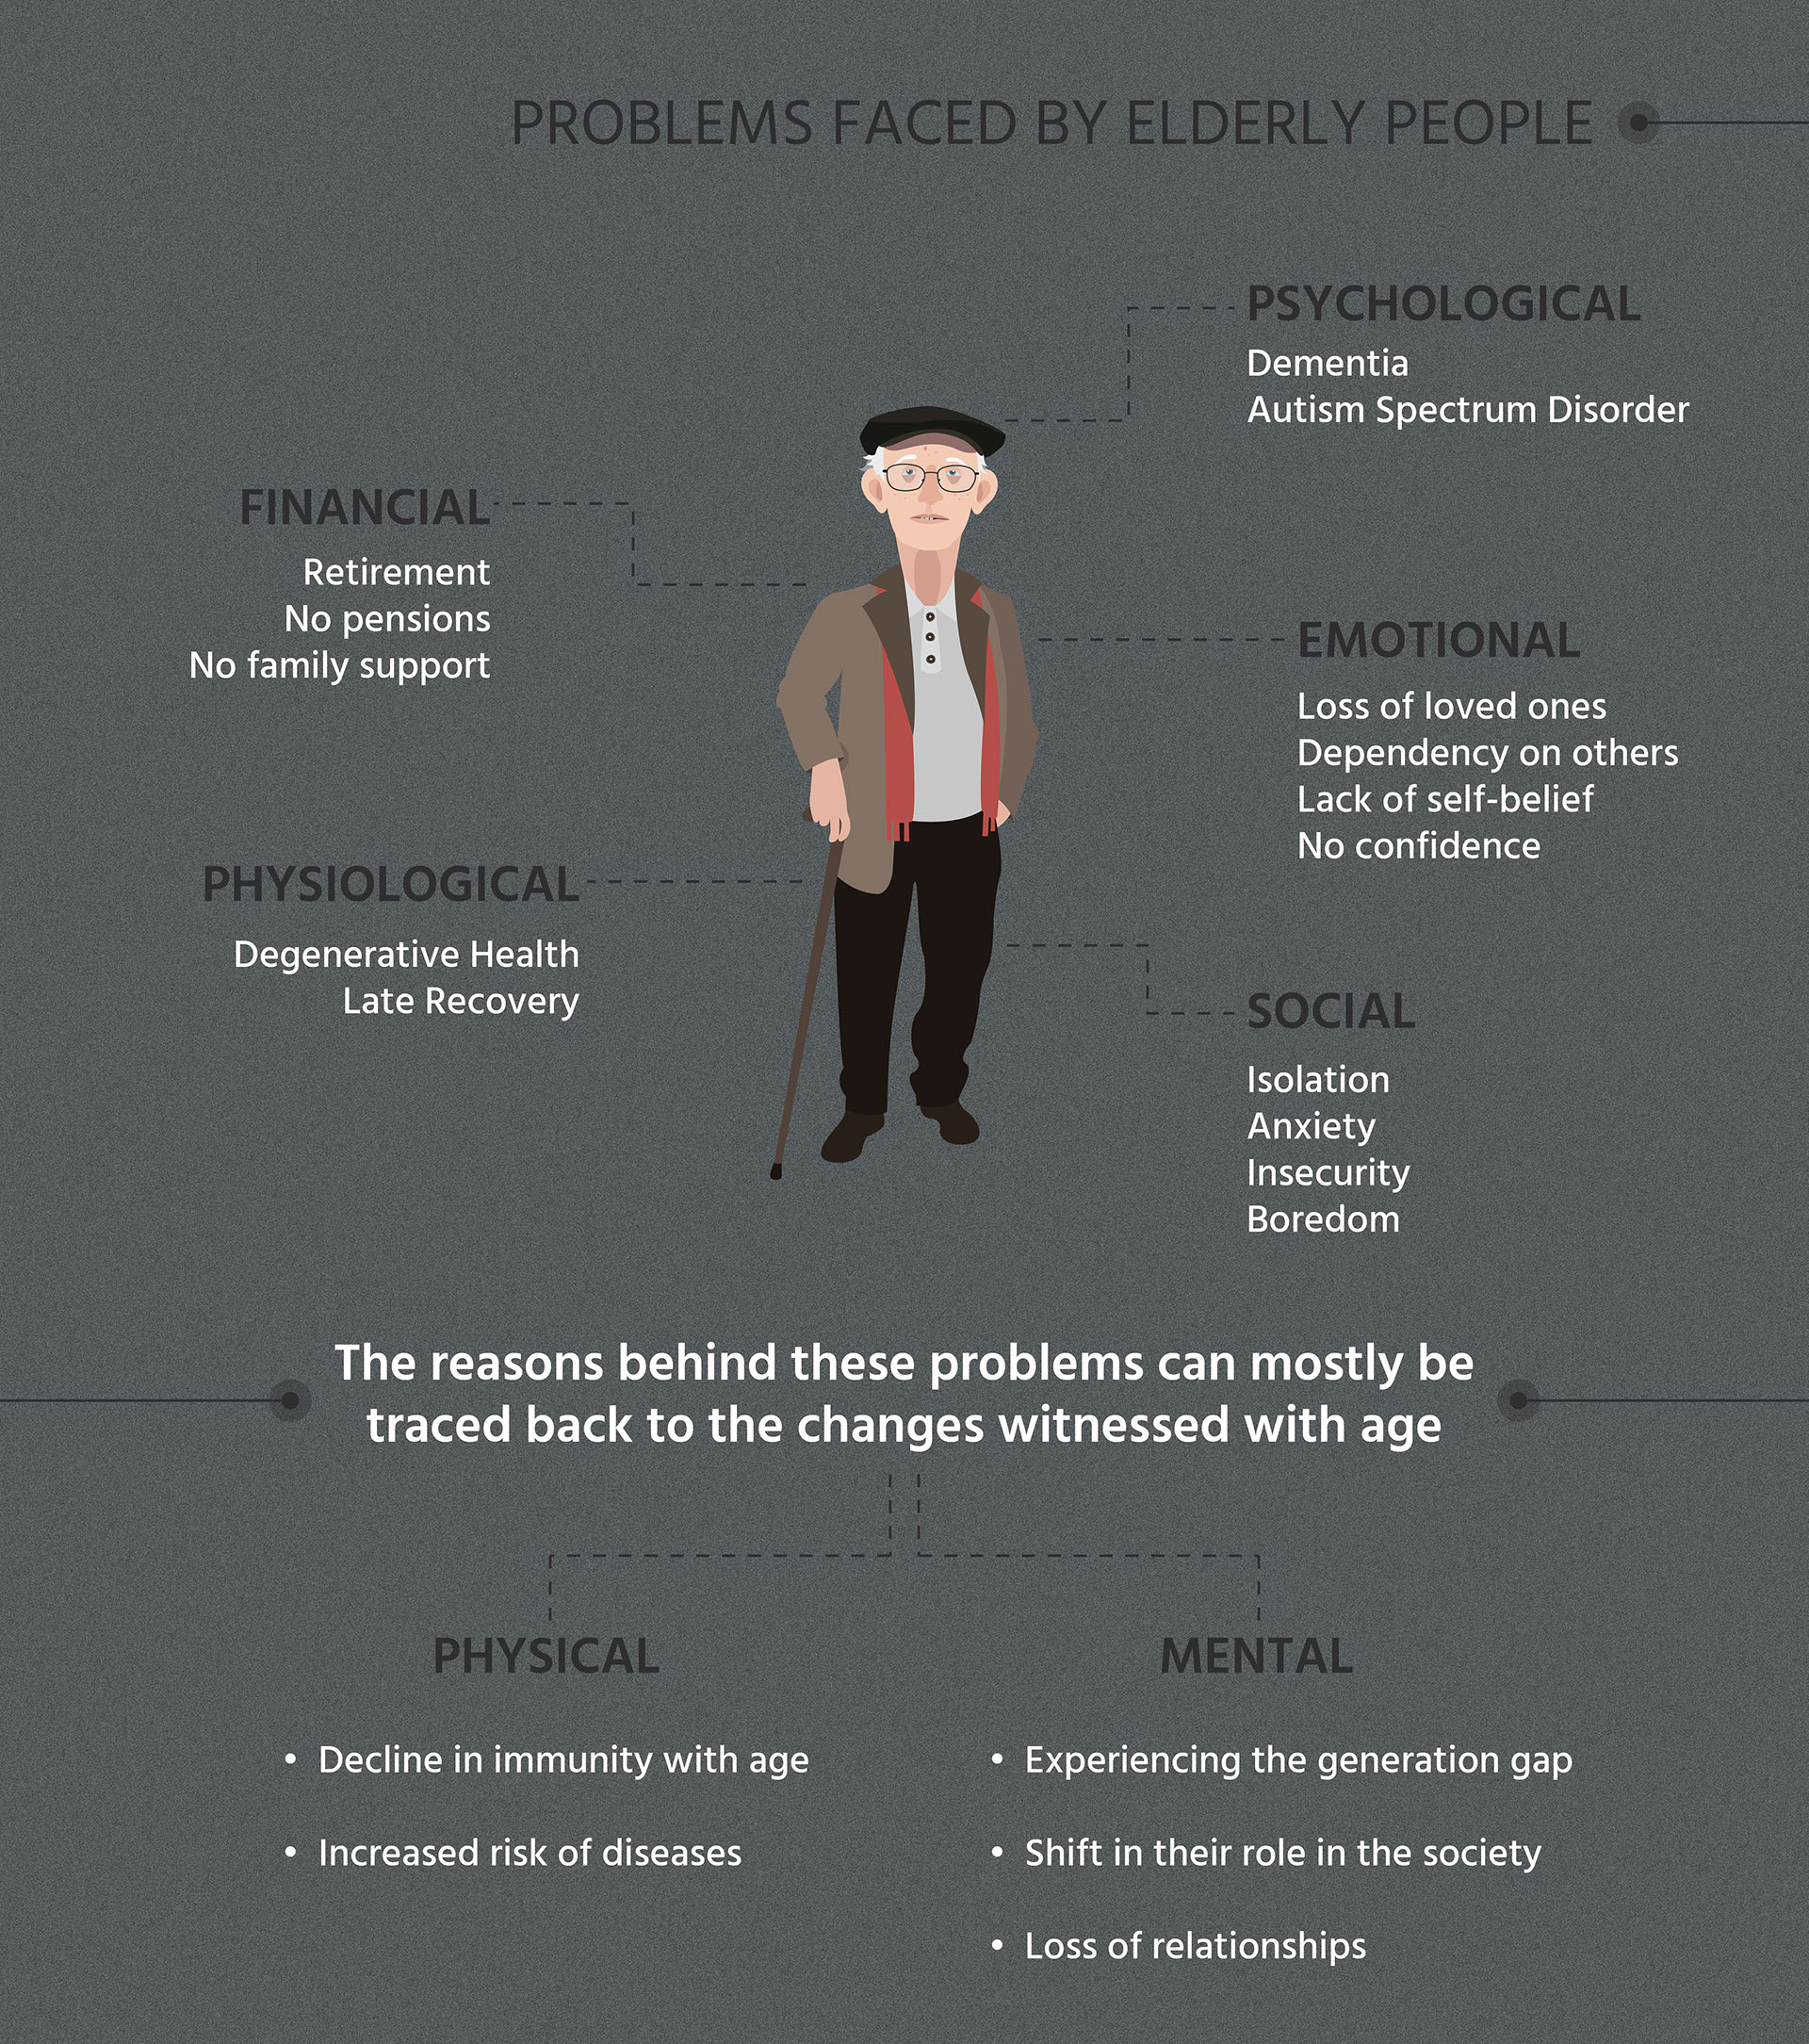 PROBLEMS FACED BY ELDERLY PEOPLE
PSYCHOLOGICAL
Dementia
Autism Spectrum Disorder
FINANCIAL
Retirement
No pensions
No family support
EMOTIONAL
Loss of loved ones
Dependency on others
Lack of self-belief
No confidence
PHYSIOLOGICAL
Degenerative Health
Late Recovery
SOCIAL
Isolation
Anxiety
Insecurity
Boredom
The reasons behind these problems can mostly be
traced back to the changes witnessed with age
PHYSICAL
• Decline in immunity with age
• Increased risk of diseases
MENTAL
• Experiencing the generation gap
• Shift in their role in the society
• Loss of relationships